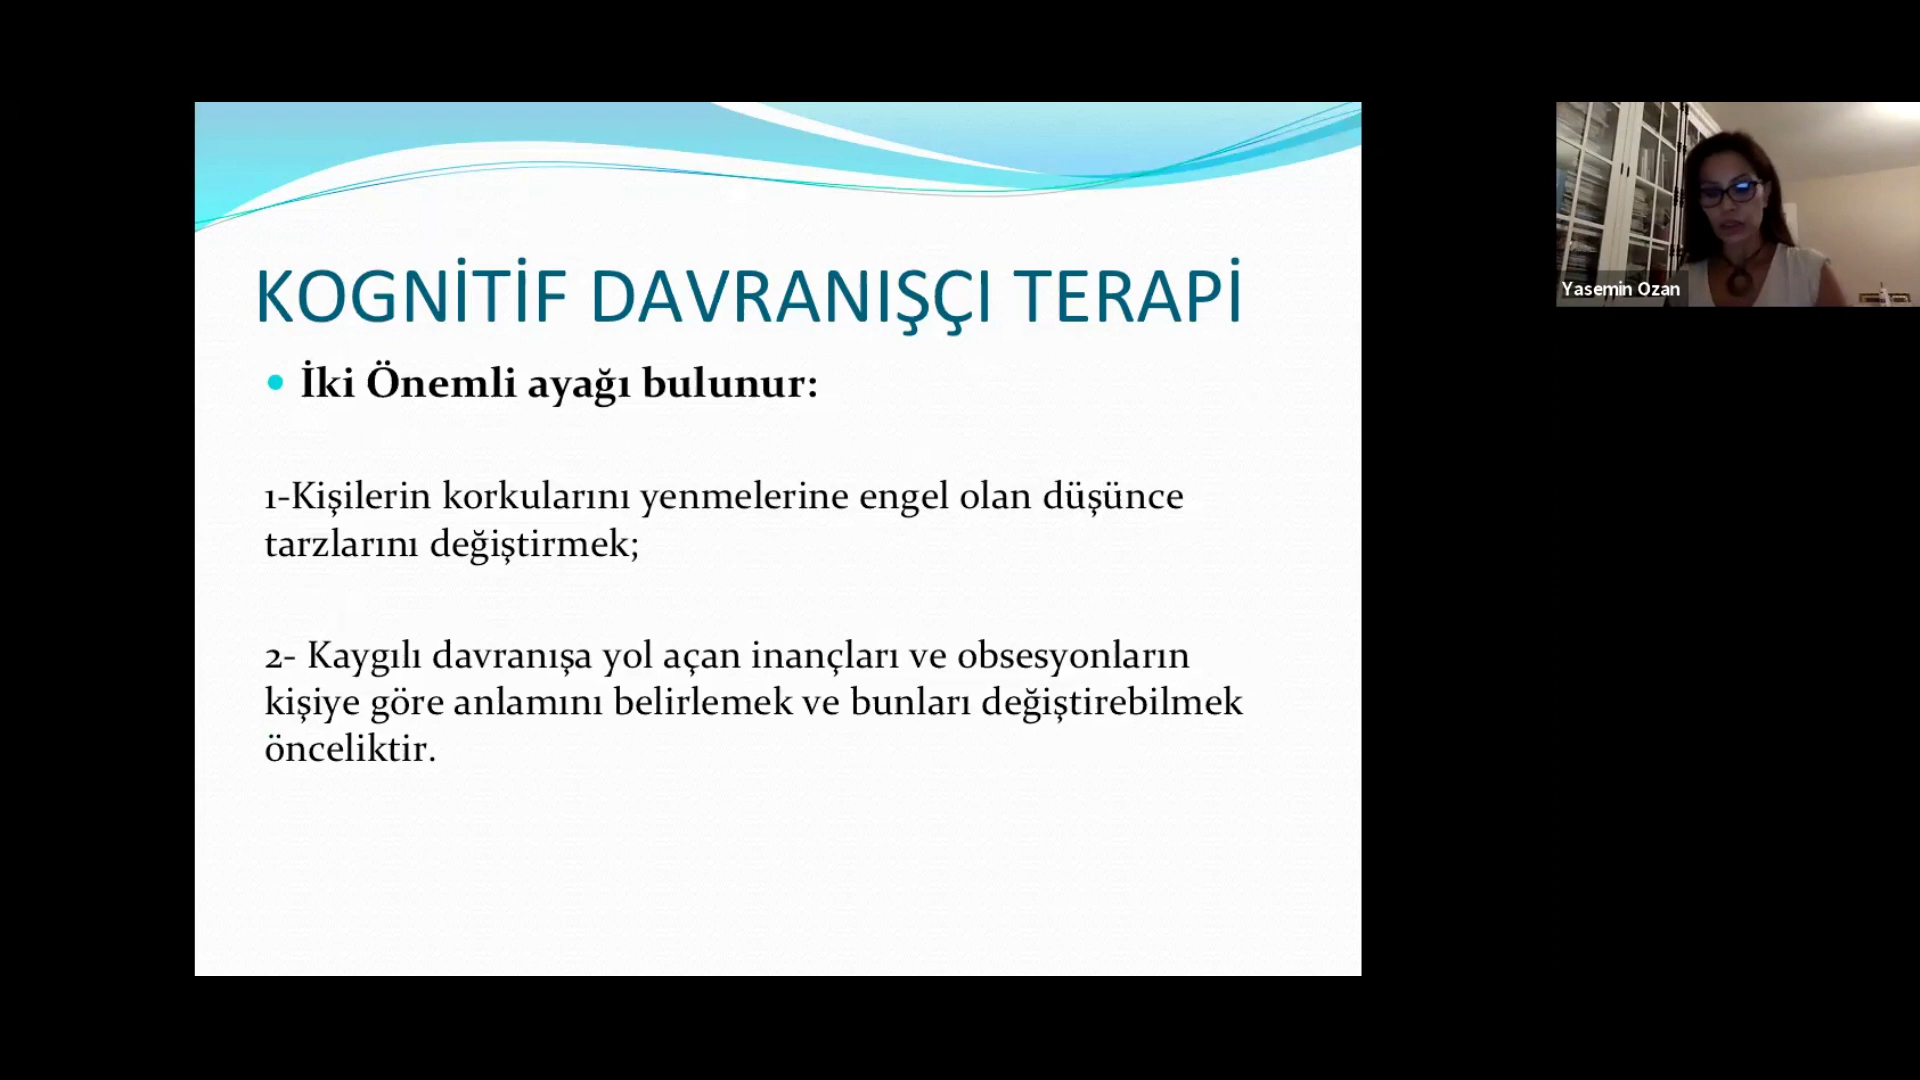 KOGNİTİF DAVRANIŞÇI TERAPİ
• İki Önemli ayağı bulunur:
1-Kişilerin korkularını yenmelerine engel olan düşünce
tarzlarını değiştirmek;
2- Kaygılı davranışa yol açan inançları ve obsesyonların
kişiye göre anlamını belirlemek ve bunları değiştirebilmek
önceliktir.
Yasemin Ozan